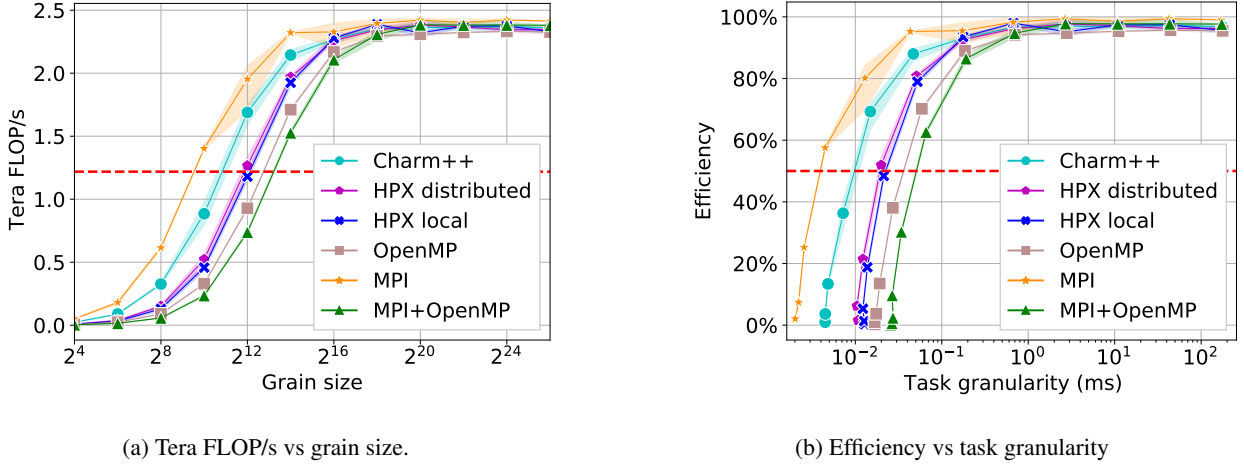 2.5
2.0
1.5
1.0
0.5
0.0
Tera FLOP/s
2^4
2^8
2^10
2^12
2^16
2^20
2^24
Grain size
Charm++
HPX distributed
HPX local
OpenMP
MPI
MPI+OpenMP
(a) Tera FLOP/s vs grain size.
100%
80%
60%
40%
20%
0%
Efficiency
10^−2
10^−1
10^0
10^1
10^2
Task granularity (ms)
Charm++
HPX distributed
HPX local
OpenMP
MPI
MPI+OpenMP
(b) Efficiency vs task granularity